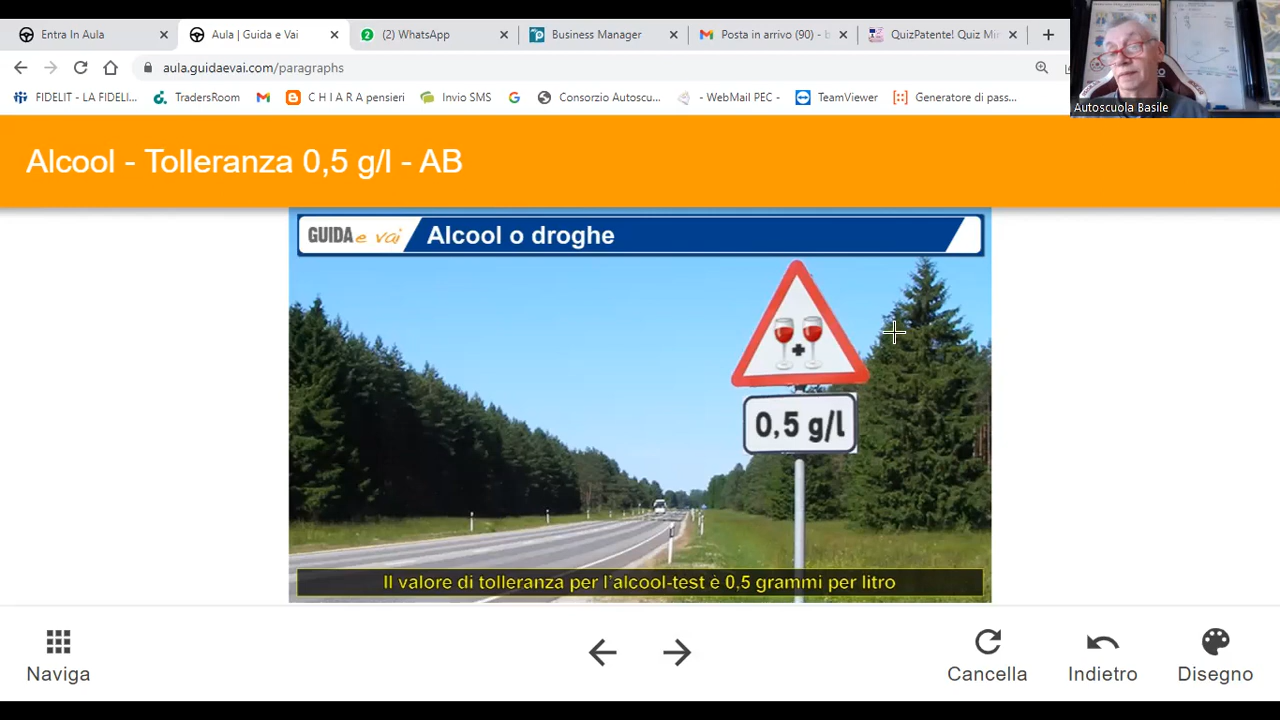 Entra In Aula
Aula | Guida e Vai
(2) WhatsApp
Business Manager
Posta in arrivo (90) - b
QuizPatente! Quiz Mi
aula.guidaevai.com/paragraphs
FIDELIT - LA FIDELI...
TradersRoom
C H I A R A pensieri
Invio SMS
Consorzio Autoscu...
- WebMail PEC -
TeamViewer
Generatore di pass...
Autoscuola Basile
Alcool - Tolleranza 0,5 g/l - AB
GUIDA e vai
Alcool o droghe
0,5 g/l
Il valore di tolleranza per l'alcool-test è 0,5 grammi per litro
Naviga
Cancella
Indietro
Disegno